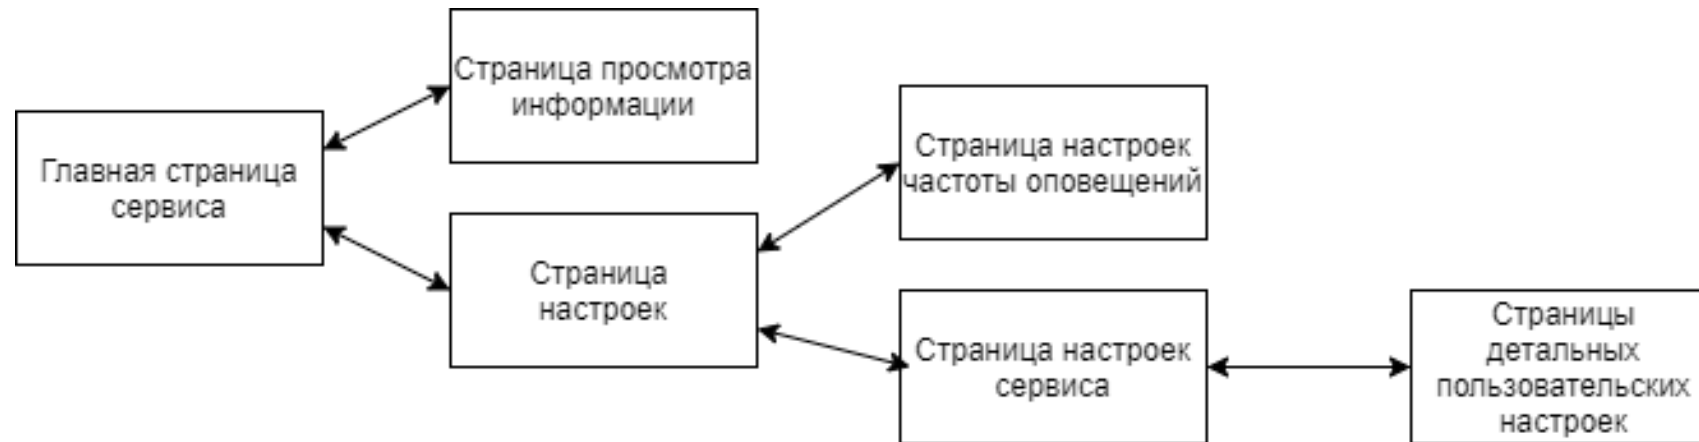 Страница просмотра
информации
Главная страница
сервиса
Страница настроек
частоты оповещений
Страница
настроек
Страница настроек
сервиса
Страницы
детальных
пользовательских
настроек